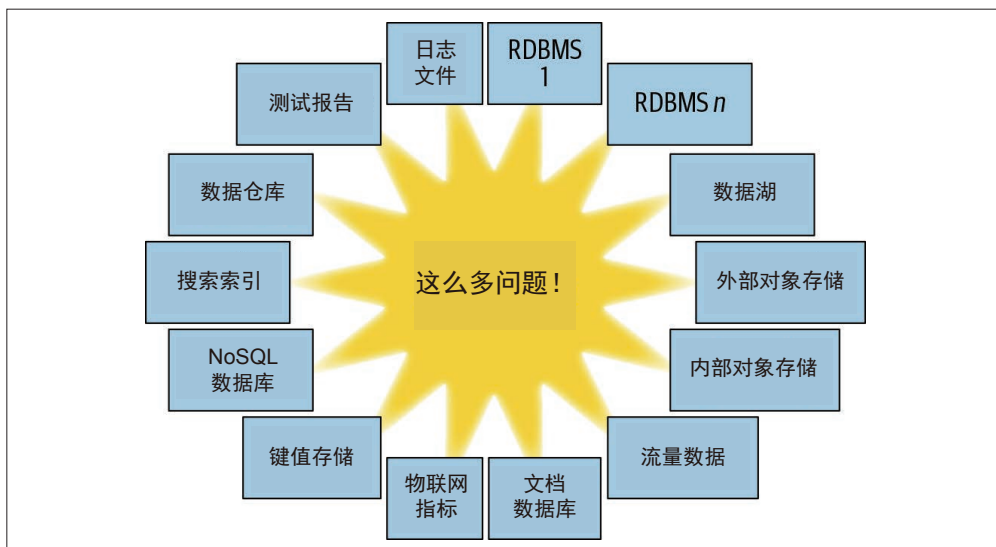 日志
文件
RDBMS
1
测试报告
RDBMS n
数据仓库
数据湖
搜索索引
这么多问题！
外部对象存储
NoSQL
数据库
内部对象存储
键值存储
流量数据
物联网
指标
文档
数据库